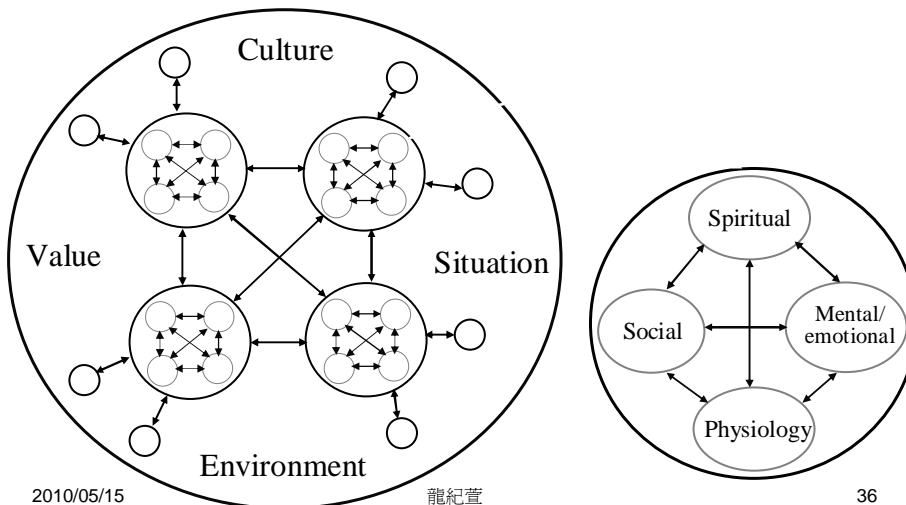 Culture
Value
Situation
Environment
Spiritual
Social
Mental/
emotional
Physiology
2010/05/15
龍紀萱
36